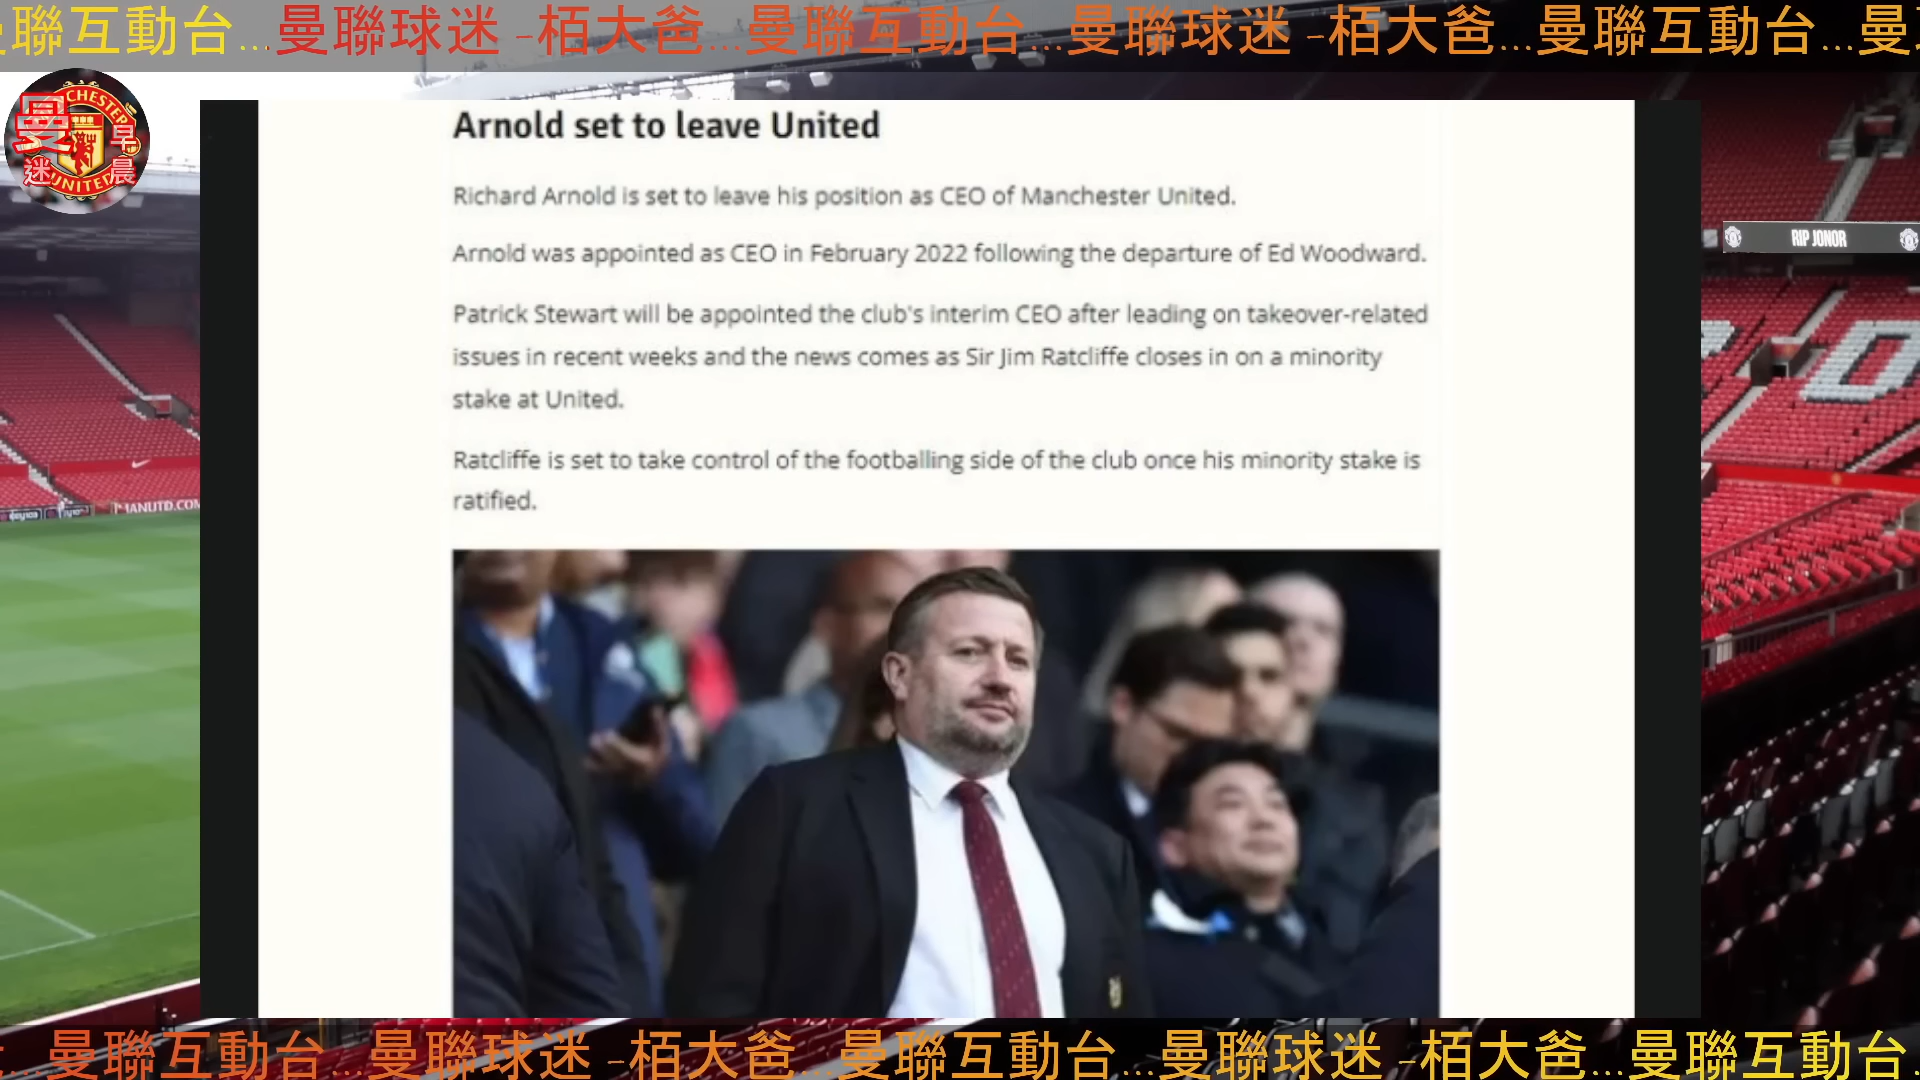 聯互動台...曼聯球迷 -栢大爸...曼聯互動台...曼聯球迷 -栢大爸...曼聯互動台...曼
CHESTER
曼
早
迷
晨
UNITED
Arnold set to leave United
Richard Arnold is set to leave his position as CEO of Manchester United.
RIP JONOR
Arnold was appointed as CEO in February 2022 following the departure of Ed Woodward.
Patrick Stewart will be appointed the club's interim CEO after leading on takeover-related
issues in recent weeks and the news comes as Sir Jim Ratcliffe closes in on a minority
stake at United.
Ratcliffe is set to take control of the footballing side of the club once his minority stake is
ratified.
MANUTD.COM
...曼聯互動台...曼聯球迷 -栢大爸...曼聯互動台...曼聯球迷 -栢大爸...曼聯互動台.